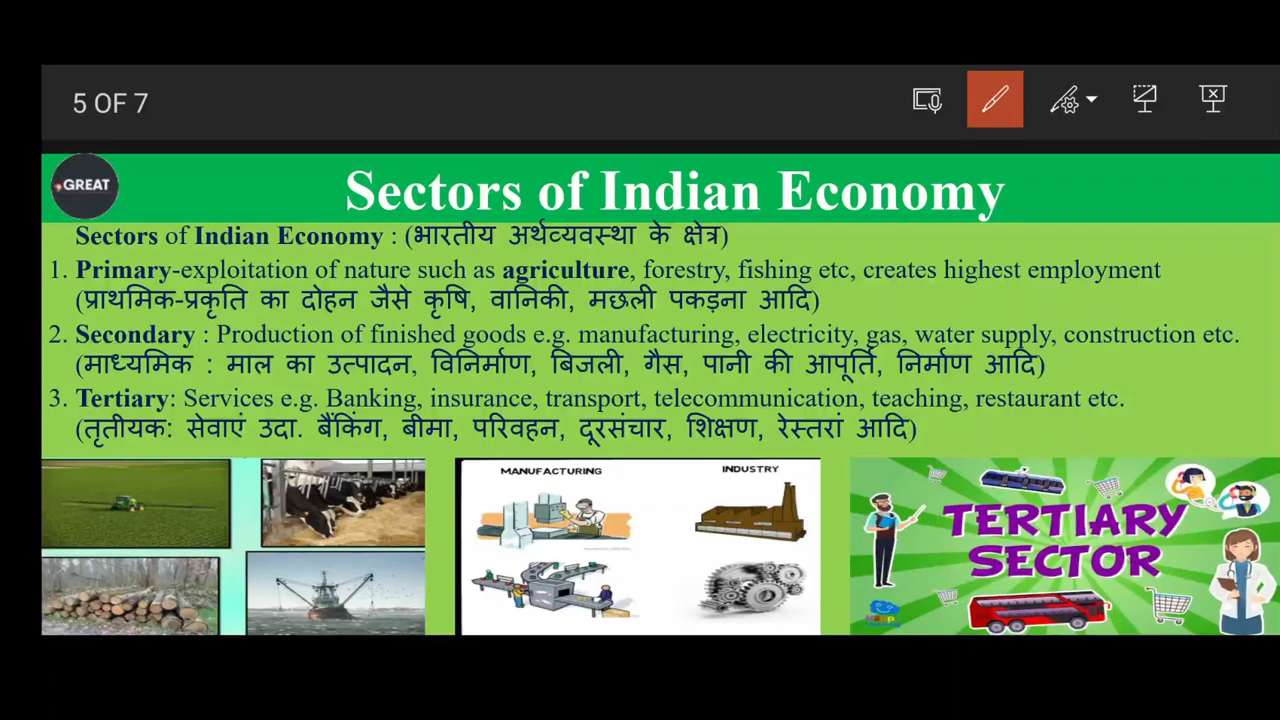 5 OF 7
GREAT
Sectors of Indian Economy
Sectors of Indian Economy : (भारतीय अर्थव्यवस्था के क्षेत्र)
1. Primary-exploitation of nature such as agriculture, forestry, fishing etc, creates highest employment
(प्राथमिक-प्रकृति का दोहन जैसे कृषि, वानिकी, मछली पकड़ना आदि)
2. Secondary : Production of finished goods e.g. manufacturing, electricity, gas, water supply, construction etc.
(माध्यमिक : माल का उत्पादन, विनिर्माण, बिजली, गैस, पानी की आपूर्ति, निर्माण आदि)
3. Tertiary: Services e.g. Banking, insurance, transport, telecommunication, teaching, restaurant etc.
(तृतीयक: सेवाएं उदा. बैंकिंग, बीमा, परिवहन, दूरसंचार, शिक्षण, रेस्तरां आदि)
MANUFACTURING
INDUSTRY
TERTIARY
SECTOR